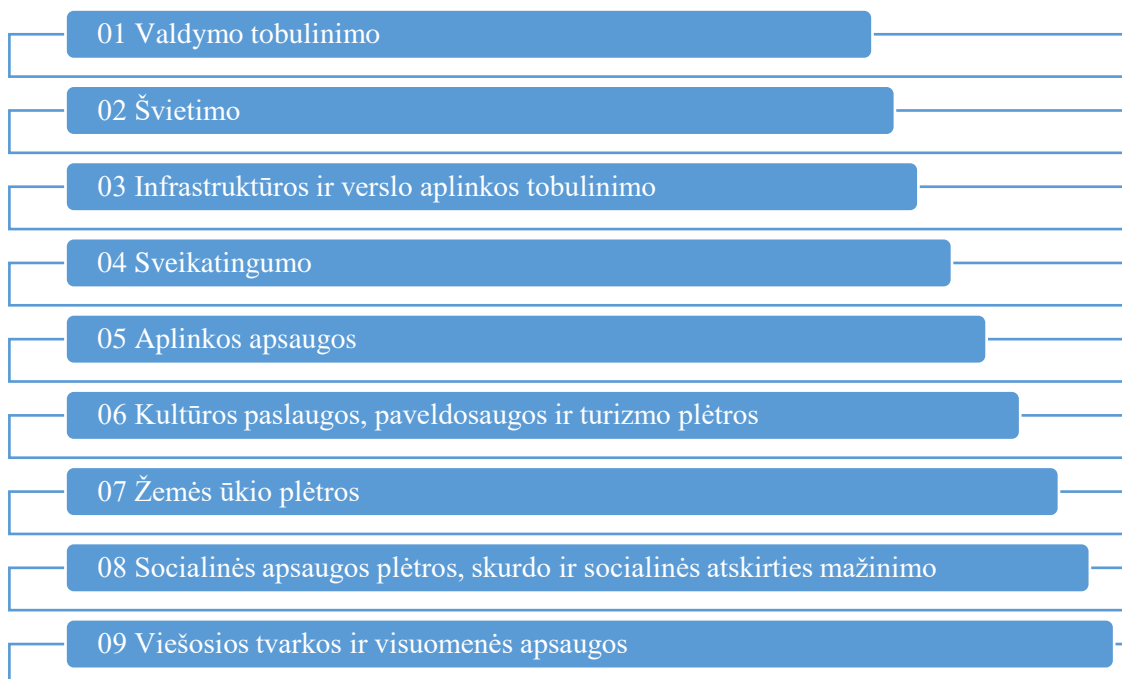 01 Valdymo tobulinimo
02 Švietimo
03 Infrastruktūros ir verslo aplinkos tobulinimo
04 Sveikatingumo
05 Aplinkos apsaugos
06 Kultūros paslaugos, paveldosaugos ir turizmo plėtros
07 Žemės ūkio plėtros
08 Socialinės apsaugos plėtros, skurdo ir socialinės atskirties mažinimo
09 Viešosios tvarkos ir visuomenės apsaugos